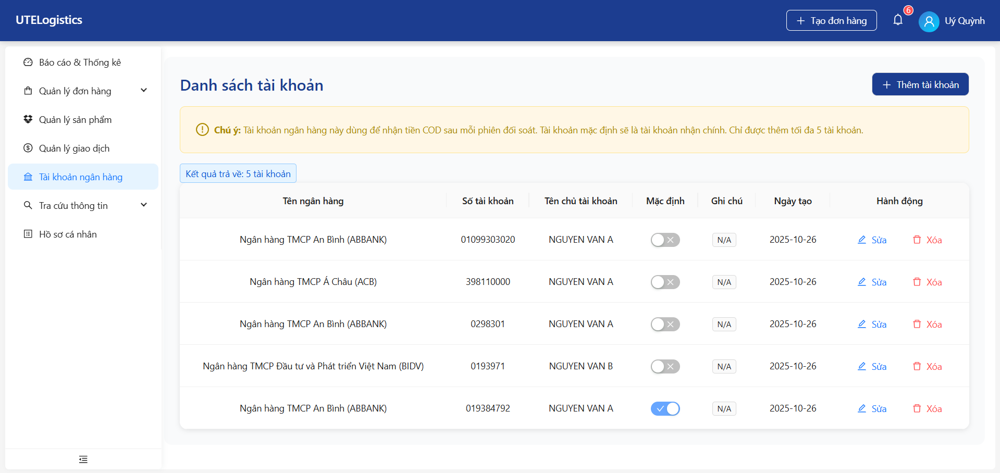 UTELogistics
Tạo đơn hàng
6
Uý Quỳnh
Báo cáo & Thống kê
Quản lý đơn hàng
Quản lý sản phẩm
Quản lý giao dịch
Tài khoản ngân hàng
Tra cứu thông tin
Hồ sơ cá nhân
Danh sách tài khoản
Thêm tài khoản
Chú ý: Tài khoản ngân hàng này dùng để nhận tiền COD sau mỗi phiên đối soát. Tài khoản mặc định sẽ là tài khoản nhận chính. Chỉ được thêm tối đa 5 tài khoản.
Kết quả trả về: 5 tài khoản
Tên ngân hàng Số tài khoản Tên chủ tài khoản Mặc định Ghi chú Ngày tạo Hành động
Ngân hàng TMCP An Bình (ABBANK) 01099303020 NGUYEN VAN A N/A 2025-10-26 Sửa Xóa
Ngân hàng TMCP Á Châu (ACB) 398110000 NGUYEN VAN A N/A 2025-10-26 Sửa Xóa
Ngân hàng TMCP An Bình (ABBANK) 0298301 NGUYEN VAN A N/A 2025-10-26 Sửa Xóa
Ngân hàng TMCP Đầu tư và Phát triển Việt Nam (BIDV) 0193971 NGUYEN VAN B N/A 2025-10-26 Sửa Xóa
Ngân hàng TMCP An Bình (ABBANK) 019384792 NGUYEN VAN A N/A 2025-10-26 Sửa Xóa